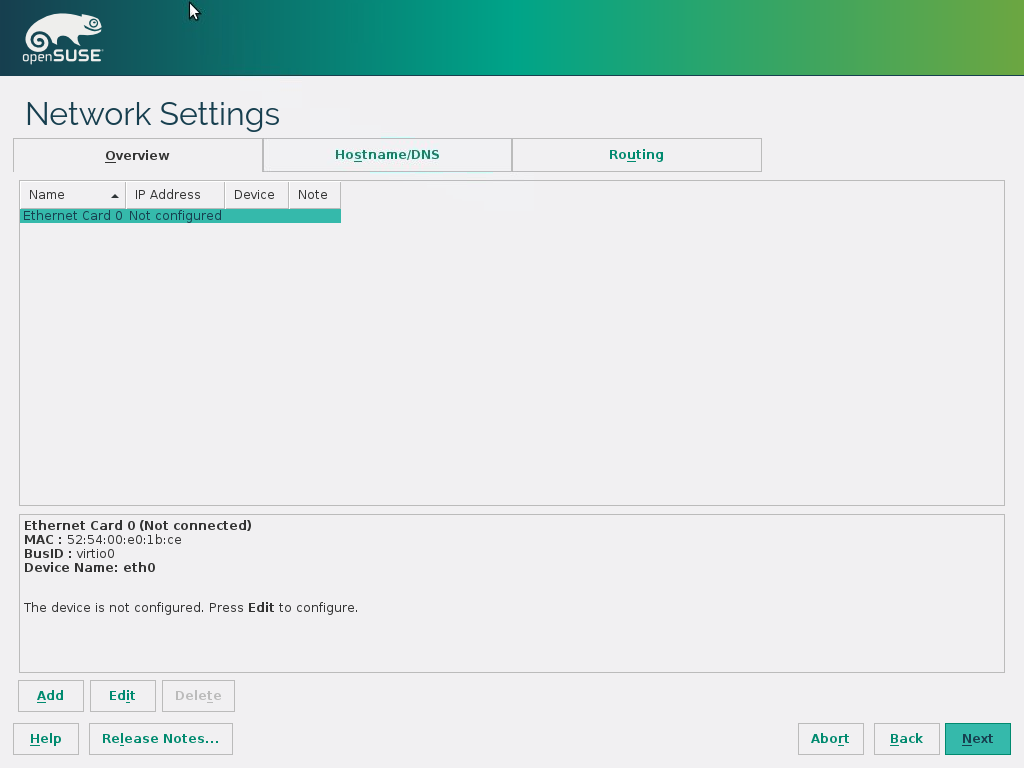 openSUSE
Network Settings
Overview Hostname/DNS Routing
Name IP Address Device Note
Ethernet Card 0 Not configured
Ethernet Card 0 (Not connected)
MAC : 52:54:00:e0:1b:ce
BusID : virtio0
Device Name: eth0
The device is not configured. Press Edit to configure.
Add Edit Delete
Help Release Notes... Abort Back Next